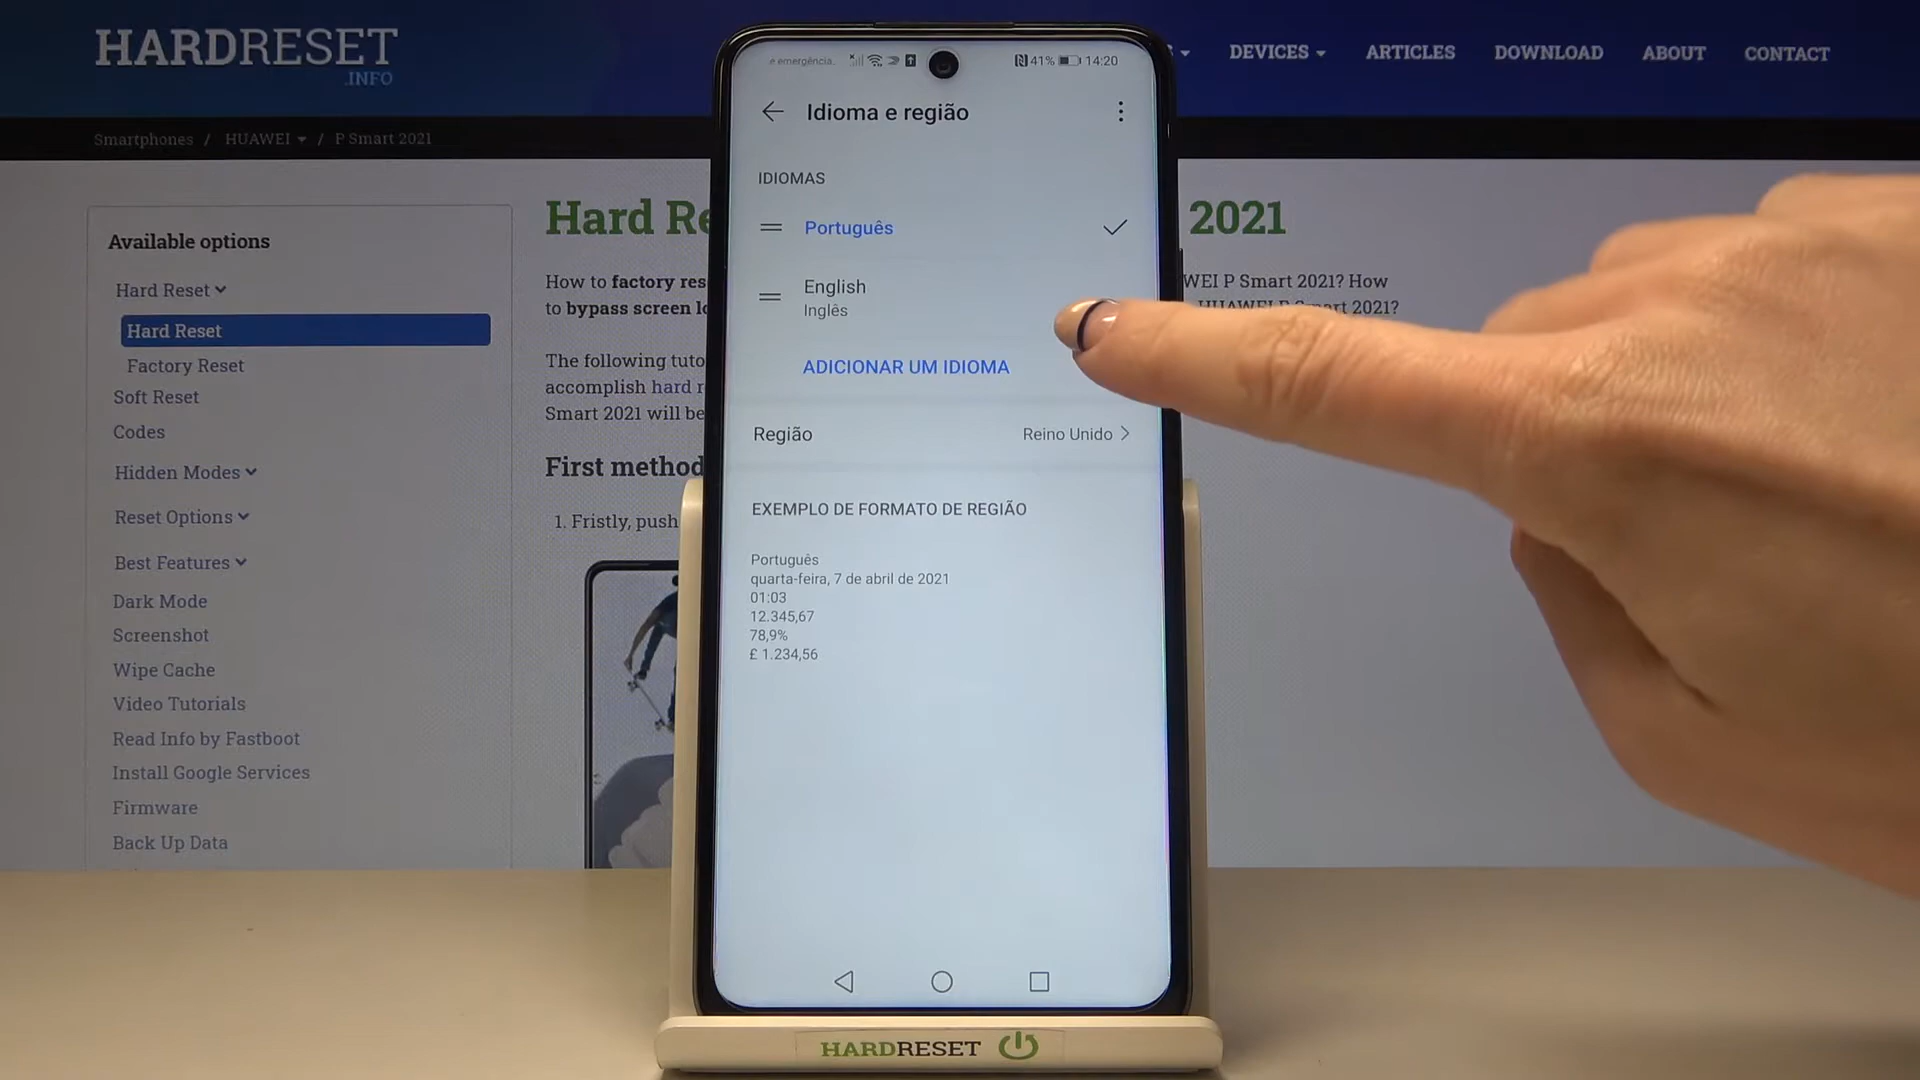 HARDRESET
.INFO
DEVICES
ARTICLES
DOWNLOAD
ABOUT
CONTACT
Smartphones / HUAWEI / P Smart 2021
Available options
Hard Reset
Hard Reset
Factory Reset
Soft Reset
Codes
Hidden Modes
Reset Options
Best Features
Dark Mode
Screenshot
Wipe Cache
Video Tutorials
Read Info by Fastboot
Install Google Services
Firmware
Back Up Data
Hard Re 2021
How to factory res WEI P Smart 2021? How
to bypass screen lo HUAWEI P Smart 2021?
The following tuto
accomplish hard r
Smart 2021 will be
First method
1. Fristly, push
e emergência. 41% 14:20
Idioma e região
IDIOMAS
Português
English
Inglês
ADICIONAR UM IDIOMA
Região Reino Unido
EXEMPLO DE FORMATO DE REGIÃO
Português
quarta-feira, 7 de abril de 2021
01:03
12.345,67
78,9%
£ 1.234,56
HARDRESET